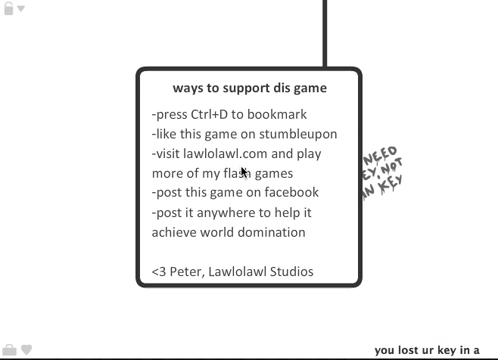 ways to support dis game
-press Ctrl+D to bookmark
-like this game on stumbleupon
-visit lawlolawl.com and play
more of my flash games
-post this game on facebook
-post it anywhere to help it
achieve world domination
<3 Peter, Lawlolawl Studios
NEED
EY, NOT
AN KEY
you lost ur key in a